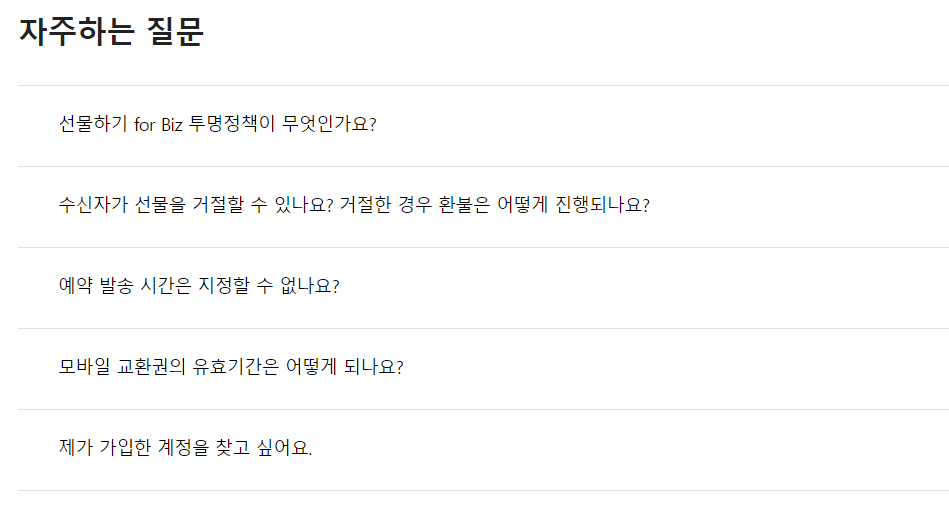 자주하는 질문
선물하기 for Biz 투명정책이 무엇인가요?
수신자가 선물을 거절할 수 있나요? 거절한 경우 환불은 어떻게 진행되나요?
예약 발송 시간은 지정할 수 없나요?
모바일 교환권의 유효기간은 어떻게 되나요?
제가 가입한 계정을 찾고 싶어요.